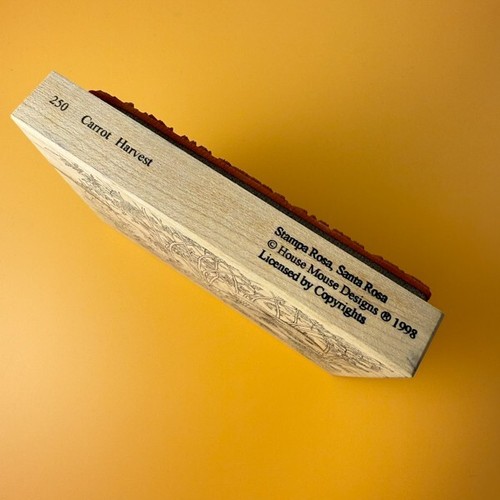 250
Carrot Harvest
Stampa Rosa, Santa Rosa
© House Mouse Designs ® 1998
Licensed by Copyrights